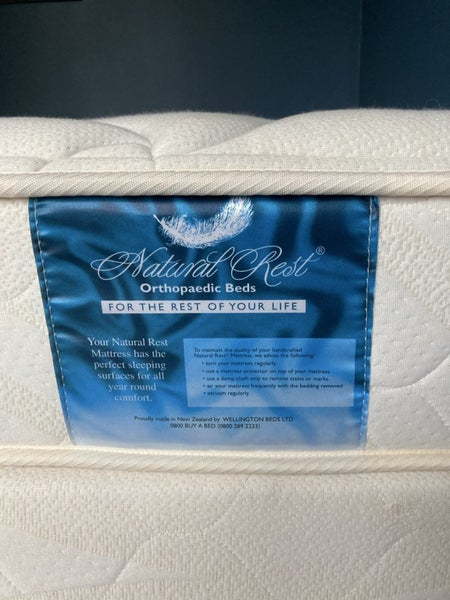 Natural Rest®
Orthopaedic Beds
FOR THE REST OF YOUR LIFE
Your Natural Rest
Mattress has the
perfect sleeping
surfaces for all
year round
comfort.
To maintain the quality of your handcrafted
Natural Rest® Mattress, we advise the following:
• turn your mattress regularly
• use a mattress protector on top of your mattress
• use a damp cloth only to remove stains or marks
• air your mattress frequently with the bedding removed
• vacuum regularly
Proudly made in New Zealand by WELLINGTON BEDS LTD
0800 BUY A BED (0800 289 2233)